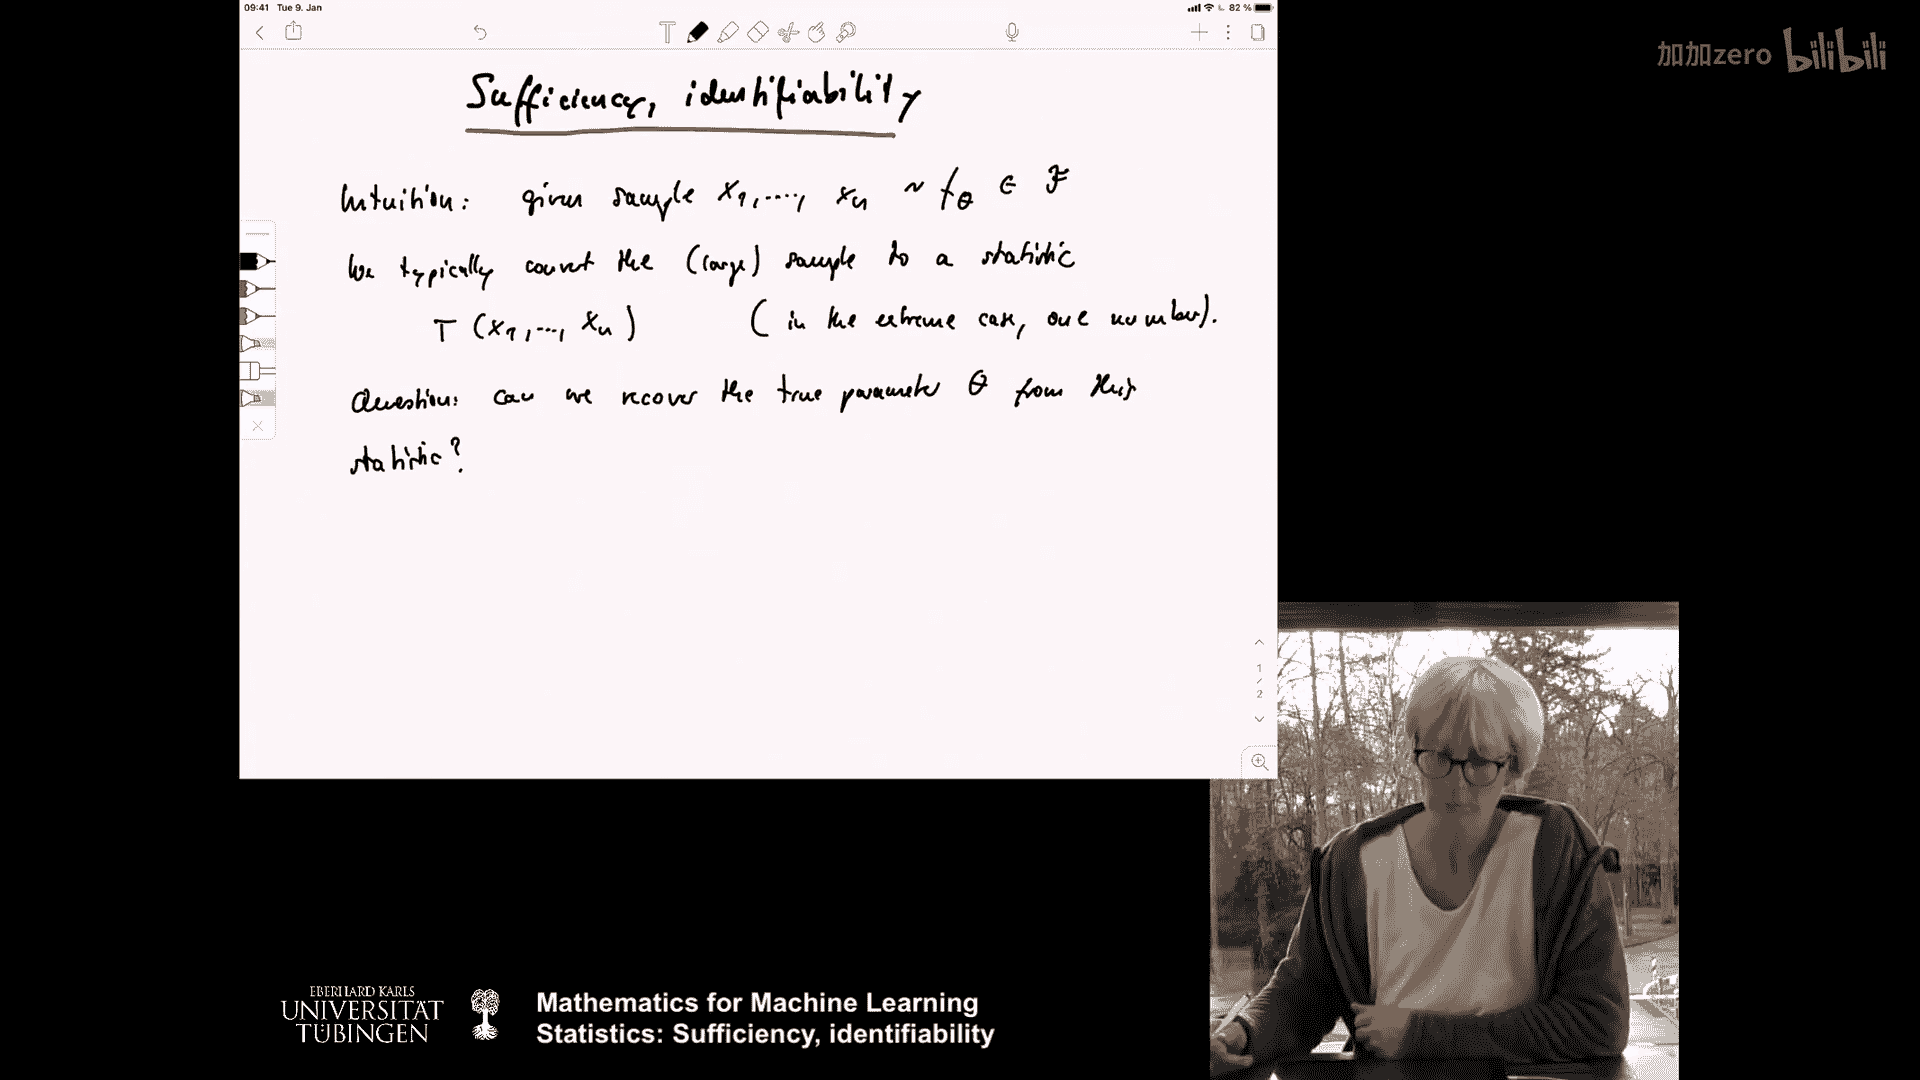 09:41 Tue 9. Jan
82 %
加加zero bilibili
Sufficiency, identifiability
Intuition: given sample x₁, ...., xₙ ~ f_θ ∈ 𝓕
We typically convert the (large) sample to a statistic
T (x₁, ..., xₙ) ( in the extreme case, one number).
Question: can we recover the true parameter θ from this
statistic?
1
/
2
EBERHARD KARLS
UNIVERSITÄT
TÜBINGEN
Mathematics for Machine Learning
Statistics: Sufficiency, identifiability